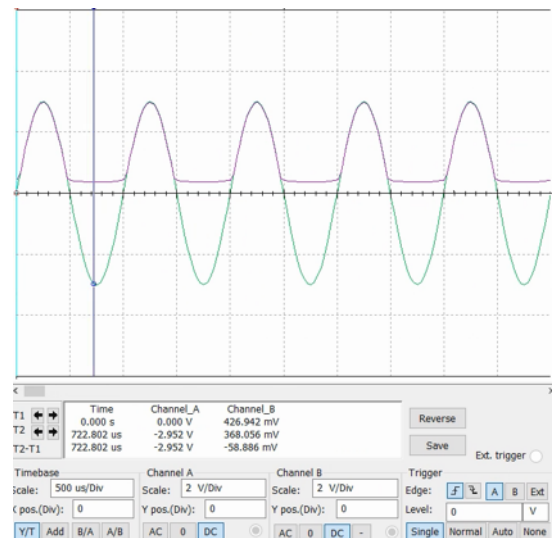 Time Channel_A Channel_B
T1 0.000 s 0.000 V 426.942 mV
T2 722.802 us -2.952 V 368.056 mV
T2-T1 722.802 us -2.952 V -58.886 mV
Reverse
Save
Ext. trigger
Timebase
Scale: 500 us/Div
X pos.(Div): 0
Y/T Add B/A A/B
Channel A
Scale: 2 V/Div
Y pos.(Div): 0
AC 0 DC
Channel B
Scale: 2 V/Div
Y pos.(Div): 0
AC 0 DC -
Trigger
Edge: A B Ext
Level: 0 V
Single Normal Auto None